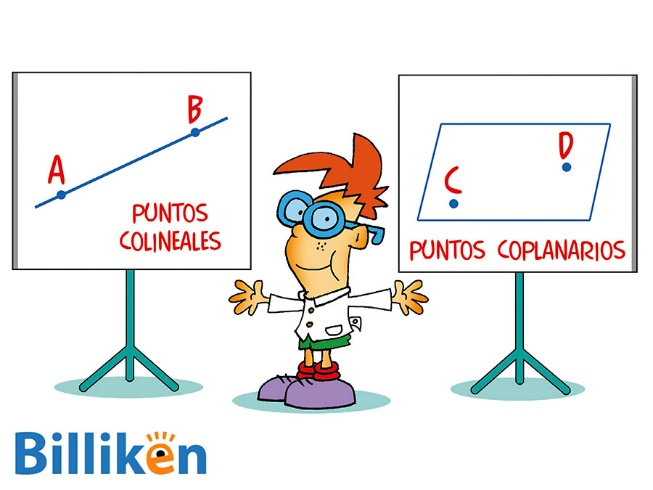 A
B
PUNTOS
COLINEALES
C
D
PUNTOS COPLANARIOS
Billiken